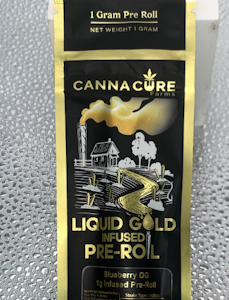 1 Gram Pre Roll
NET WEIGHT 1 GRAM
CANNACURE
Farms
LIQUID GOLD
INFUSED
PRE-ROLL
Blueberry OG
1g Infused Pre-Roll